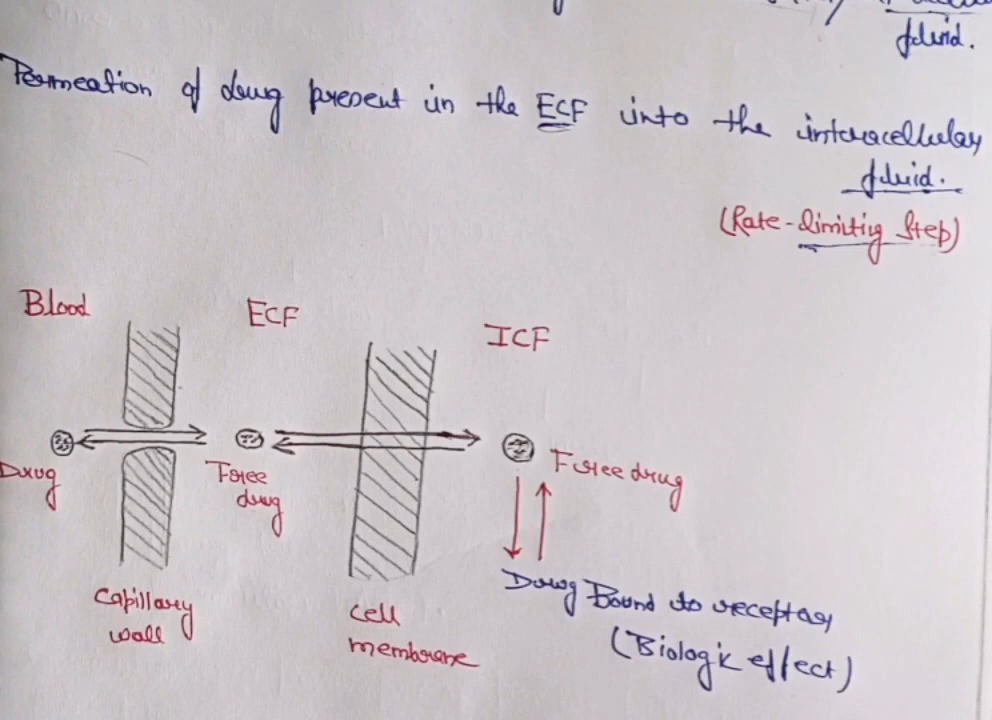 fluid.
Permeation of drug present in the ECF into the intracellular
fluid.
(Rate-limitig Step)
Blood
ECF
ICF
Drug
Free
drug
Free drug
Capillary
wall
cell
membrane
Drug Bound to receptor
(Biologic effect)